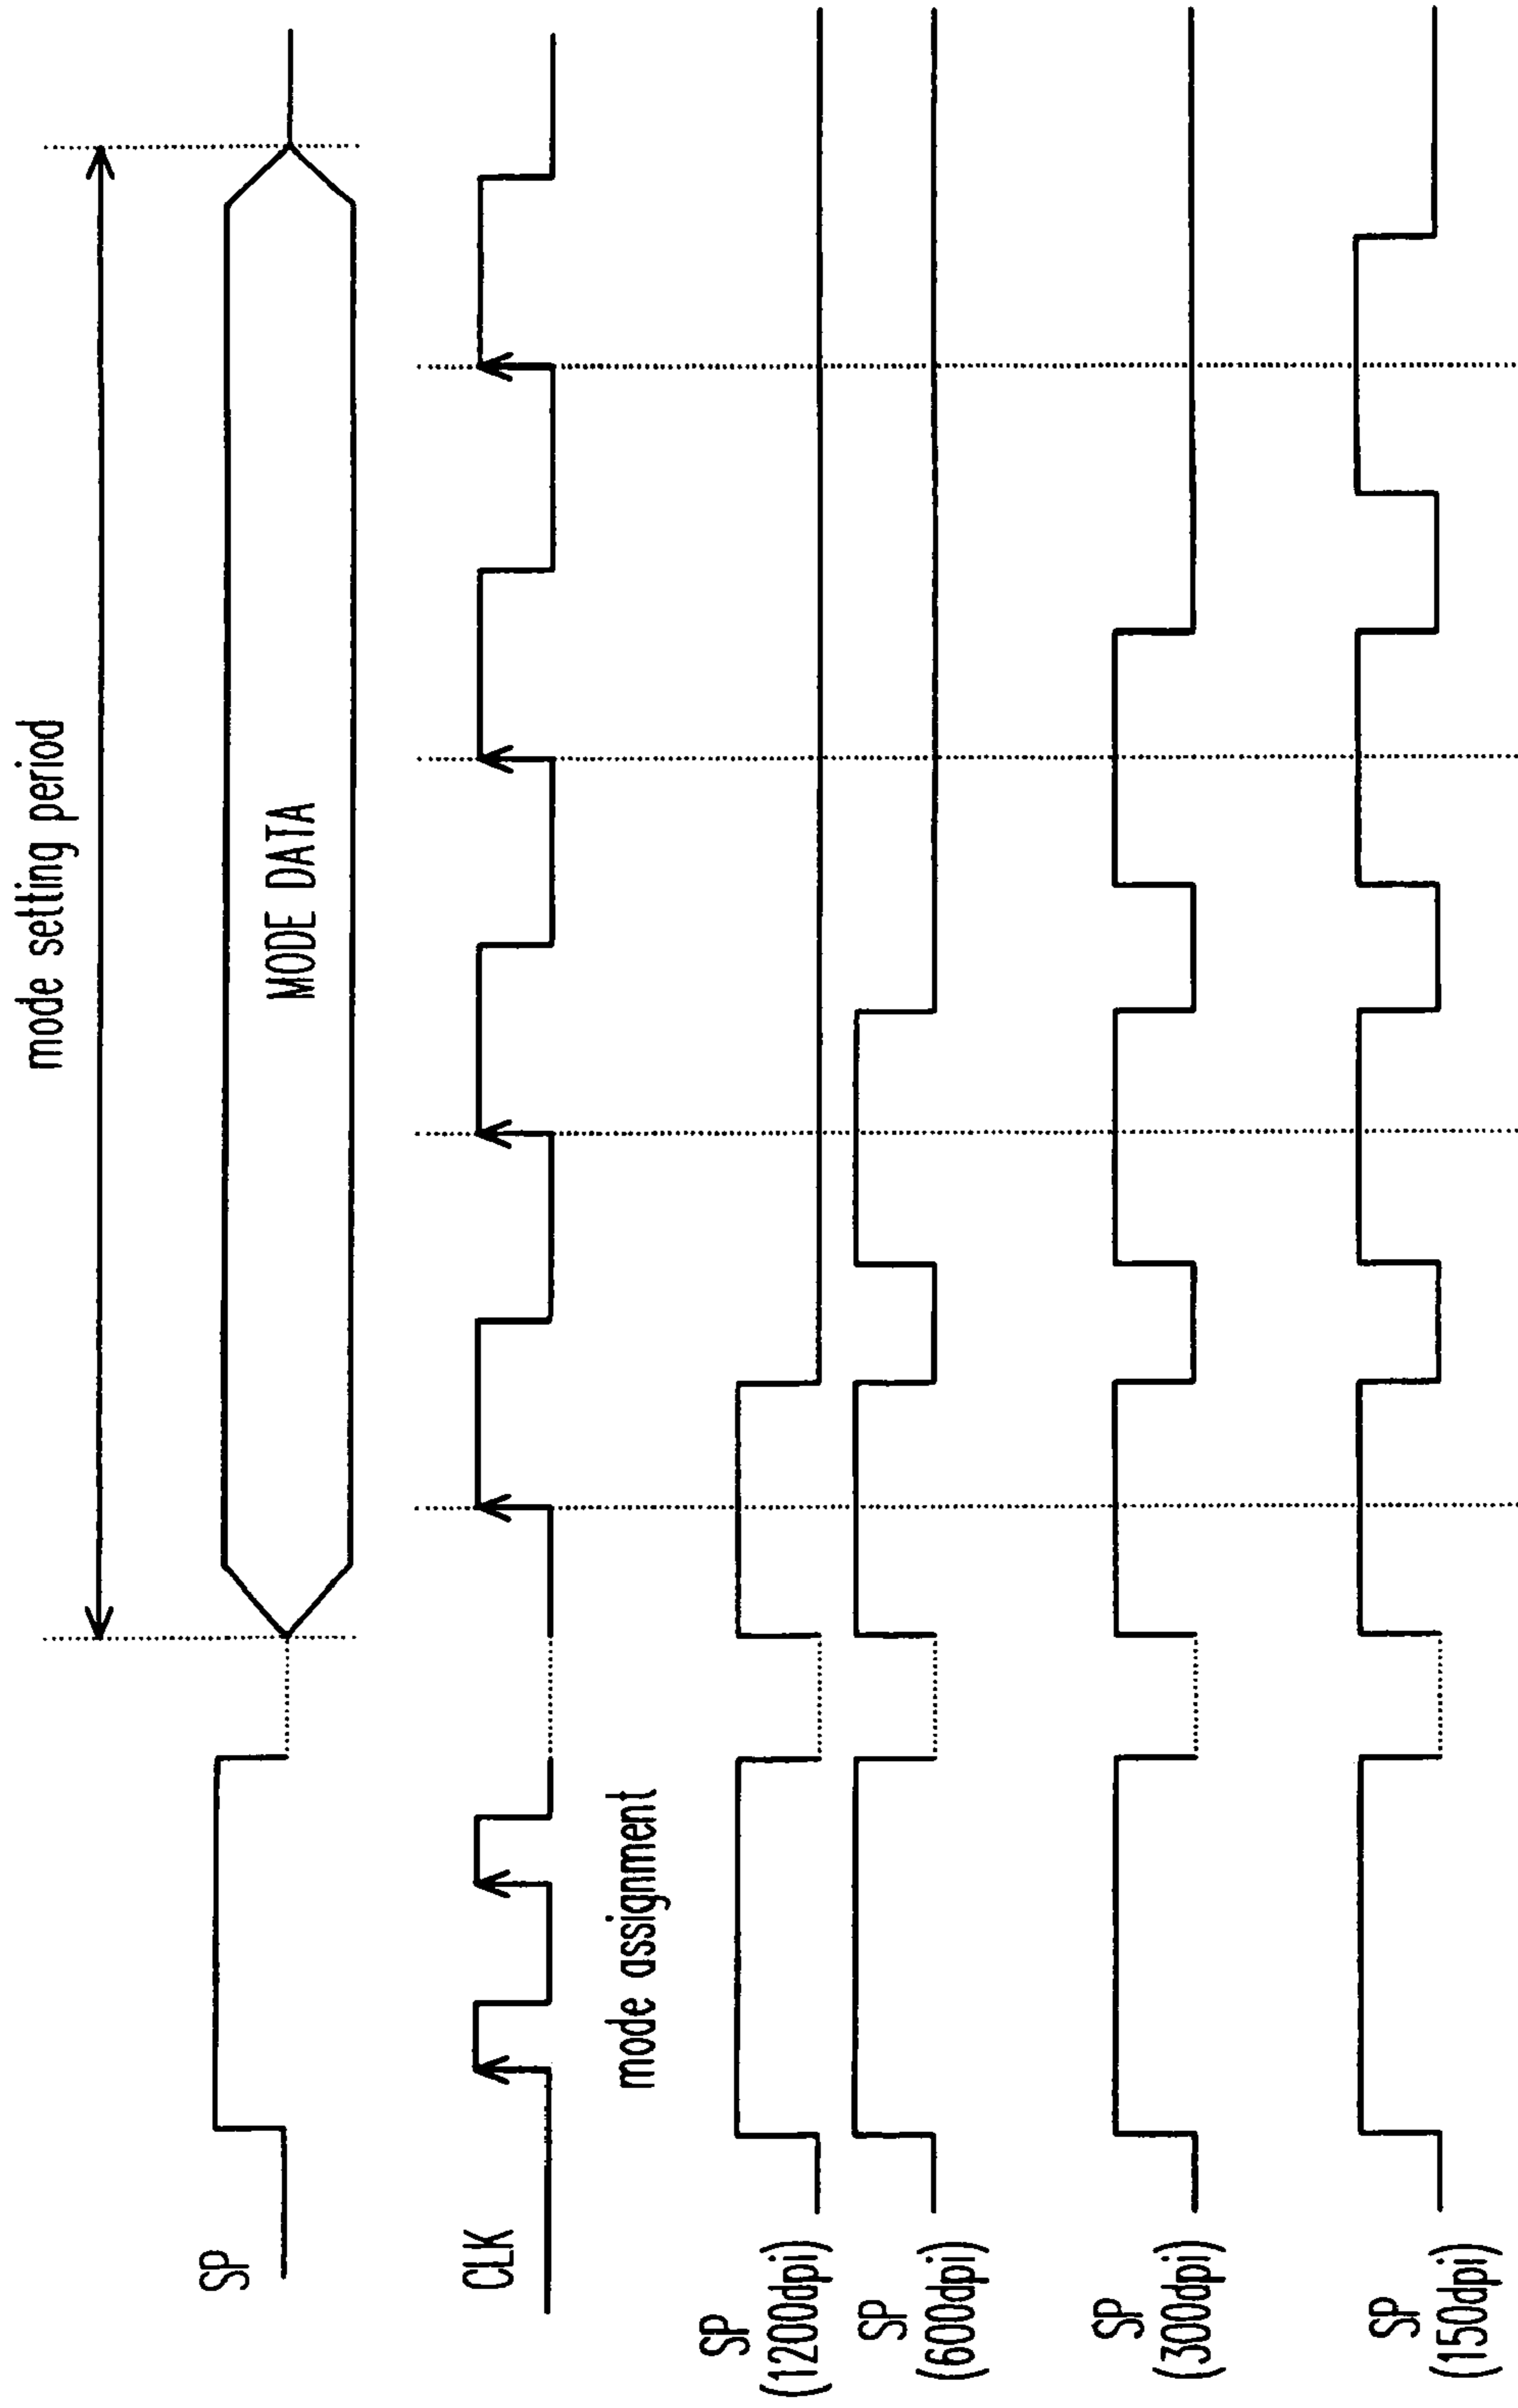 mode setting period
SP
MODE DATA
CLK
mode assignment
SP
(1200dpi)
SP
(600dpi)
SP
(300dpi)
SP
(150dpi)